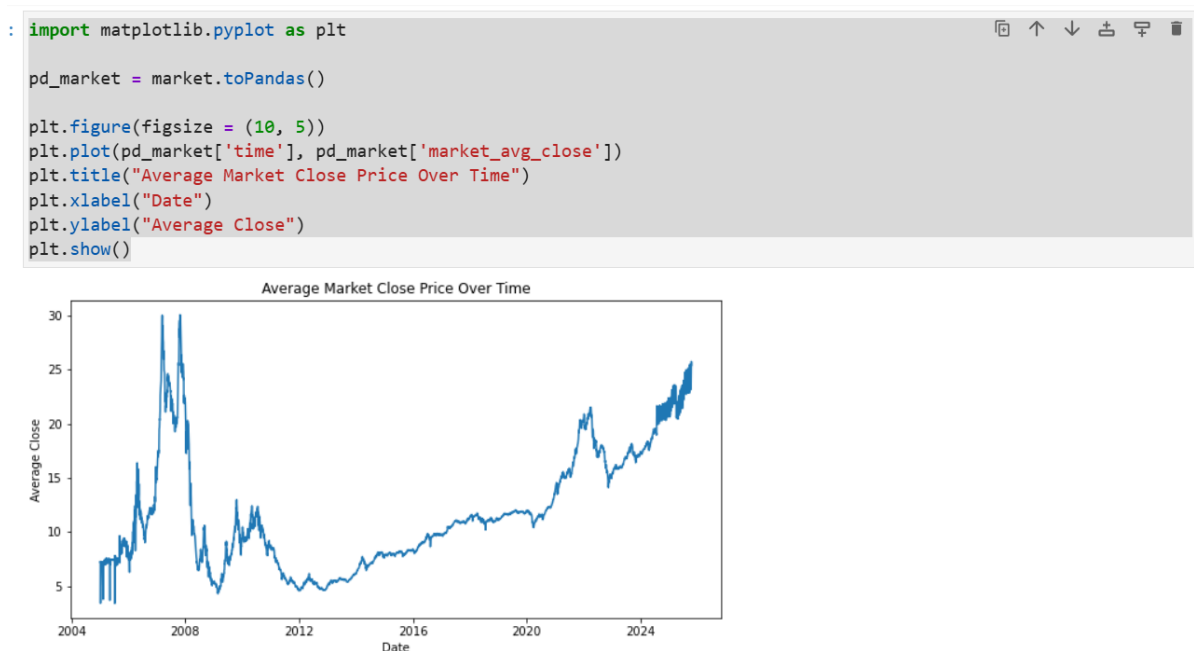 :
import matplotlib.pyplot as plt
pd_market = market.toPandas()
plt.figure(figsize = (10, 5))
plt.plot(pd_market['time'], pd_market['market_avg_close'])
plt.title("Average Market Close Price Over Time")
plt.xlabel("Date")
plt.ylabel("Average Close")
plt.show()
Average Market Close Price Over Time
30
25
20
15
10
5
Average Close
2004 2008 2012 2016 2020 2024
Date